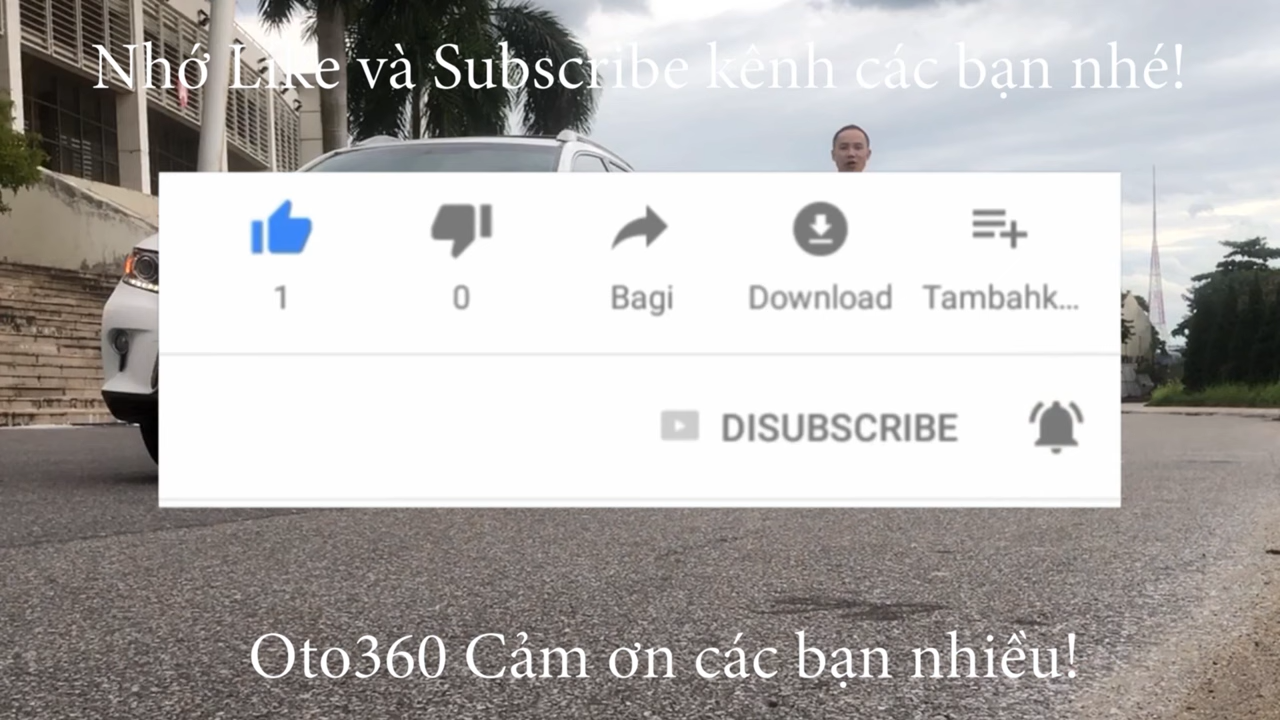 Nhớ Like và Subscribe kênh các bạn nhé!
1 0 Bagi Download Tambahk...
DISUBSCRIBE
Oto360 Cảm ơn các bạn nhiều!